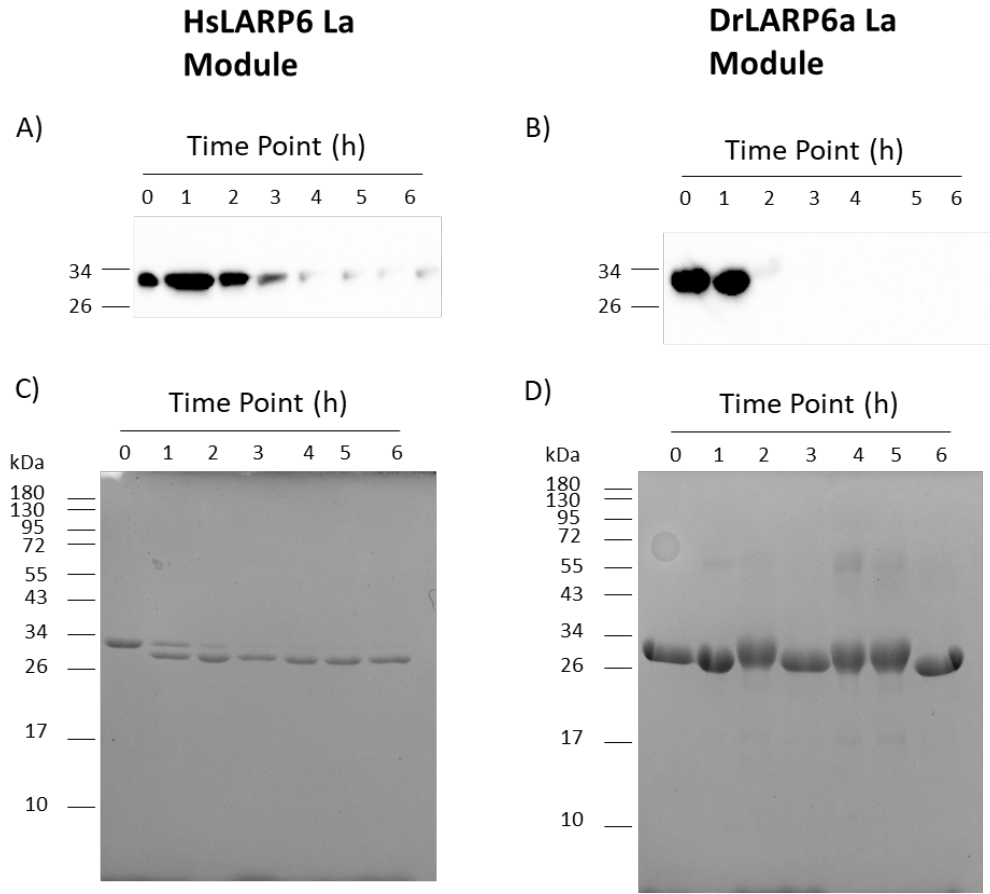 HsLARP6 La
Module
DrLARP6a La
Module
A)
Time Point (h)
0 1 2 3 4 5 6
34
26
B)
Time Point (h)
0 1 2 3 4 5 6
34
26
C)
Time Point (h)
0 1 2 3 4 5 6
kDa
180
130
95
72
55
43
34
26
17
10
D)
Time Point (h)
0 1 2 3 4 5 6
kDa
180
130
95
72
55
43
34
26
17
10